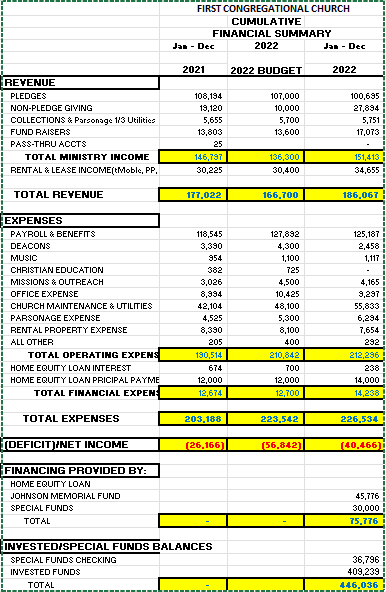 FIRST CONGREGATIONAL CHURCH
CUMULATIVE
FINANCIAL SUMMARY
Jan - Dec 2022 Jan - Dec
2021 2022 BUDGET 2022
REVENUE
PLEDGES 108,194 107,000 100,695
NON-PLEDGE GIVING 19,120 10,000 27,894
COLLECTIONS & Parsonage 1/3 Utilities 5,655 5,700 5,751
FUND RAISERS 13,803 13,600 17,073
PASS-THRU ACCTS 25 -
TOTAL MINISTRY INCOME 146,797 136,300 151,413
RENTAL & LEASE INCOME(tMoble, PP, 30,225 30,400 34,655
TOTAL REVENUE 177,022 166,700 186,067
EXPENSES
PAYROLL & BENEFITS 118,545 127,892 125,187
DEACONS 3,390 4,300 2,458
MUSIC 954 1,100 1,117
CHRISTIAN EDUCATION 382 725 -
MISSIONS & OUTREACH 3,026 4,500 4,165
OFFICE EXPENSE 8,994 10,425 9,297
CHURCH MAINTENANCE & UTILITIES 42,104 48,100 55,833
PARSONAGE EXPENSE 4,525 5,300 6,294
RENTAL PROPERTY EXPENSE 8,390 8,100 7,654
ALL OTHER 205 400 292
TOTAL OPERATING EXPENS 190,514 210,842 212,296
HOME EQUITY LOAN INTEREST 674 700 238
HOME EQUITY LOAN PRICIPAL PAYME 12,000 12,000 14,000
TOTAL FINANCIAL EXPENS 12,674 12,700 14,238
TOTAL EXPENSES 203,188 223,542 226,534
(DEFICIT)/NET INCOME (26,166) (56,842) (40,466)
FINANCING PROVIDED BY:
HOME EQUITY LOAN
JOHNSON MEMORIAL FUND 45,776
SPECIAL FUNDS 30,000
TOTAL - - 75,776
INVESTED/SPECIAL FUNDS BALANCES
SPECIAL FUNDS CHECKING 36,796
INVESTED FUNDS 409,239
TOTAL - 446,036